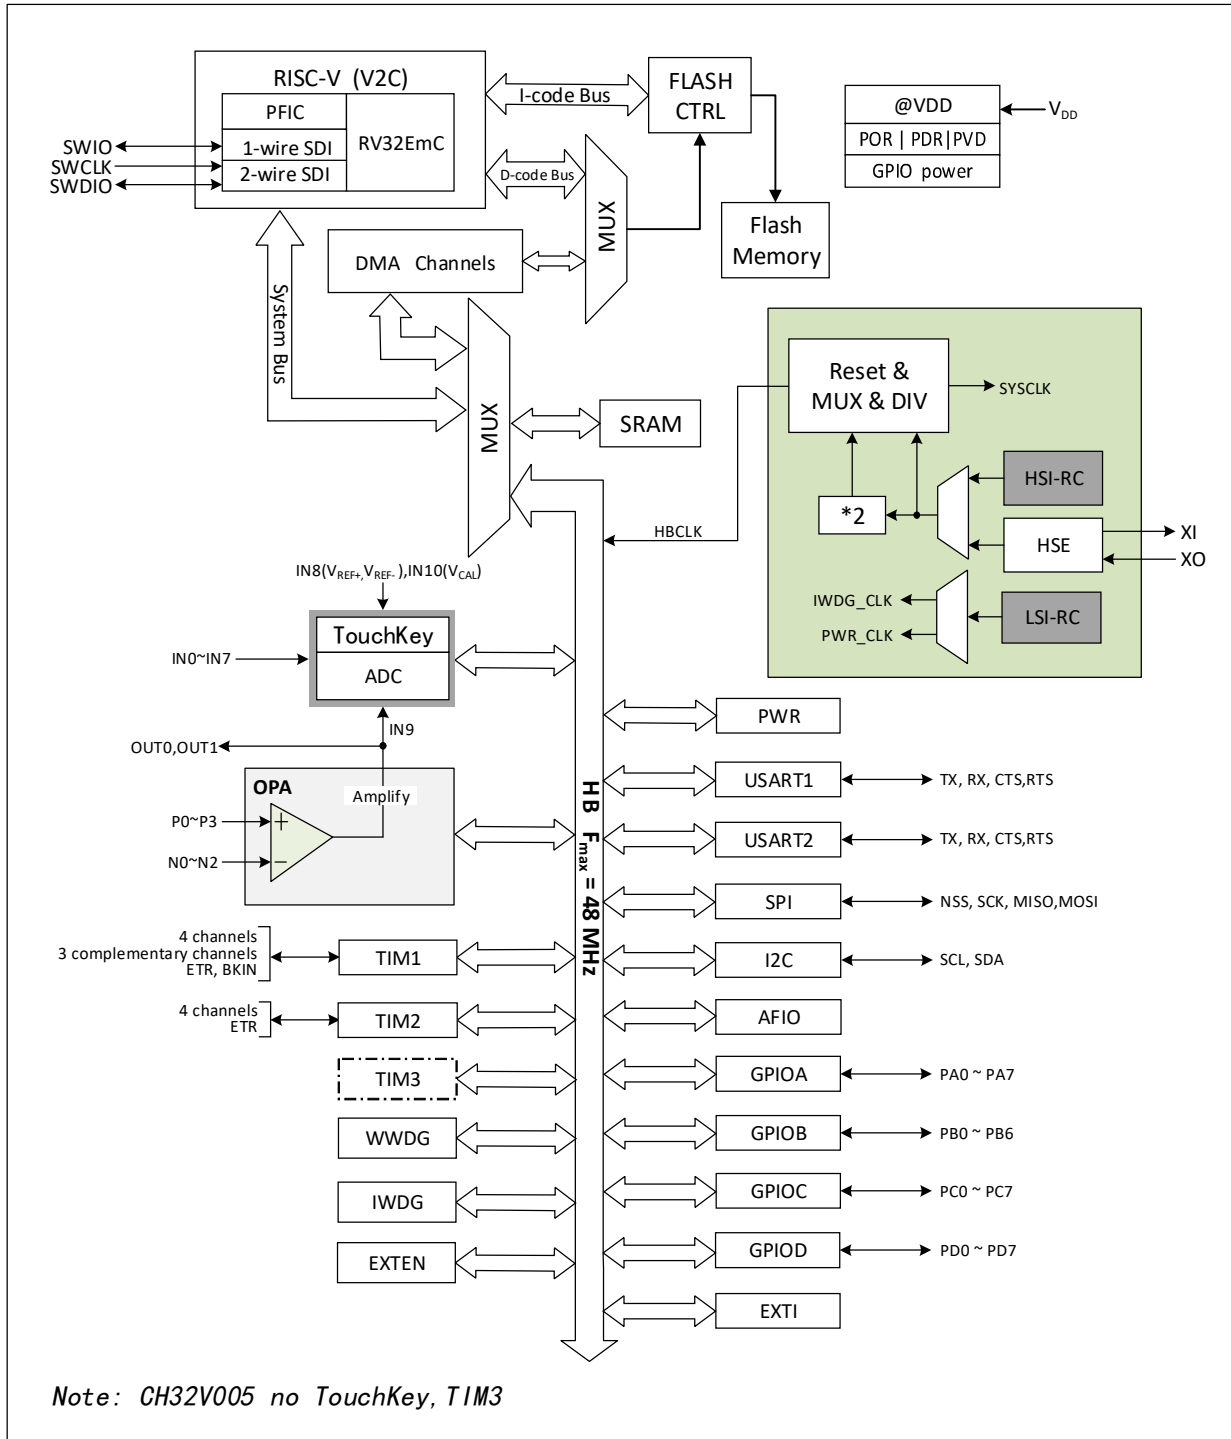 RISC-V (V2C)
PFIC
1-wire SDI
2-wire SDI
RV32EmC
SWIO
SWCLK
SWDIO
I-code Bus
D-code Bus
FLASH
CTRL
MUX
Flash
Memory
@VDD
POR | PDR|PVD
GPIO power
VDD
DMA Channels
System Bus
MUX
SRAM
Reset &
MUX & DIV
SYSCLK
*2
HSI-RC
HSE
XI
XO
HBCLK
IWDG_CLK
PWR_CLK
LSI-RC
IN8(VREF+,VREF-),IN10(VCAL)
TouchKey
ADC
IN0~IN7
IN9
OUT0,OUT1
OPA
Amplify
P0~P3
+
N0~N2
−
HB Fmax = 48 MHz
4 channels
3 complementary channels
ETR, BKIN
TIM1
4 channels
ETR
TIM2
TIM3
WWDG
IWDG
EXTEN
PWR
USART1
TX, RX, CTS,RTS
USART2
TX, RX, CTS,RTS
SPI
NSS, SCK, MISO,MOSI
I2C
SCL, SDA
AFIO
GPIOA
PA0 ~ PA7
GPIOB
PB0 ~ PB6
GPIOC
PC0 ~ PC7
GPIOD
PD0 ~ PD7
EXTI
Note: CH32V005 no TouchKey, TIM3